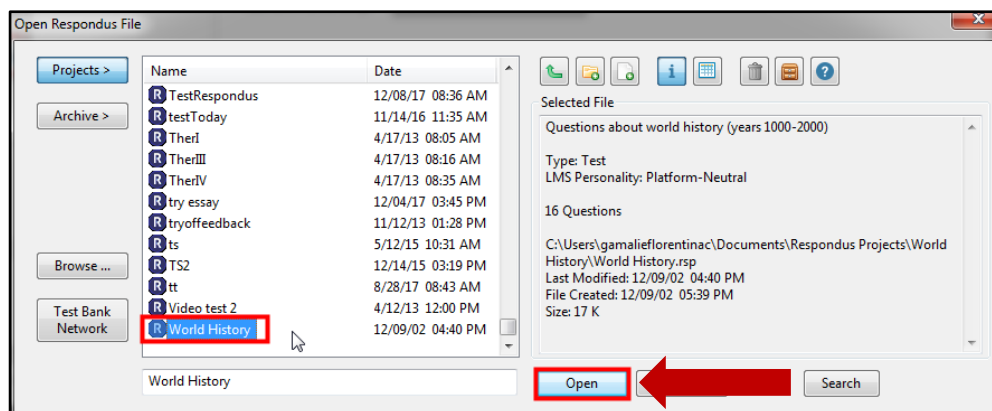 Open Respondus File
x
Projects >
Archive >
Browse ...
Test Bank
Network
Name Date
R TestRespondus 12/08/17 08:36 AM
R testToday 11/14/16 11:35 AM
R TherI 4/17/13 08:05 AM
R TherIII 4/17/13 08:16 AM
R TherIV 4/17/13 08:35 AM
R try essay 12/04/17 03:45 PM
R tryoffeedback 11/12/13 01:28 PM
R ts 5/12/15 10:31 AM
R TS2 12/14/15 03:19 PM
R tt 8/28/17 08:43 AM
R Video test 2 4/12/13 12:00 PM
R World History 12/09/02 04:40 PM
World History
i ?
Selected File
Questions about world history (years 1000-2000)
Type: Test
LMS Personality: Platform-Neutral
16 Questions
C:\Users\gamalieflorentinac\Documents\Respondus Projects\World
History\World History.rsp
Last Modified: 12/09/02 04:40 PM
File Created: 12/09/02 05:39 PM
Size: 17 K
Open
Search